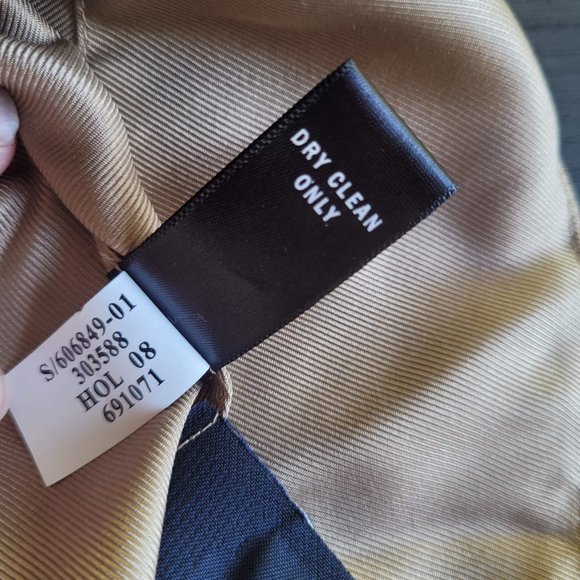 DRY CLEAN
ONLY
S/606849-01
303588
HOL 08
691071